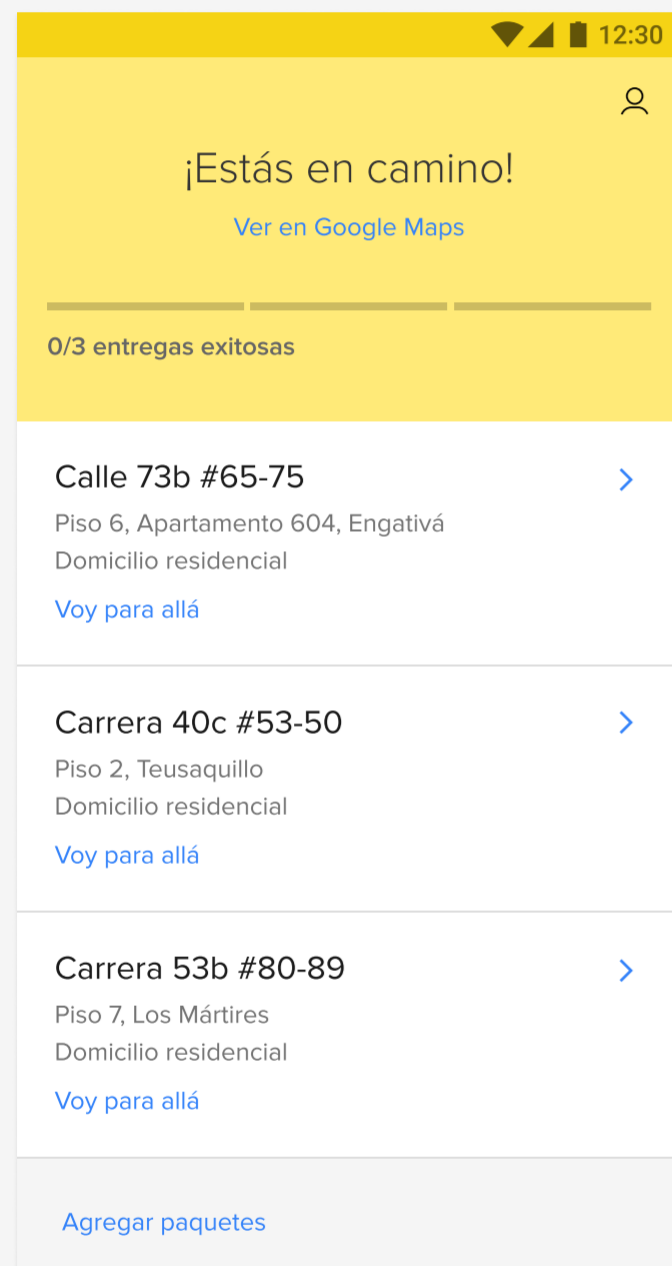 12:30
¡Estás en camino!
Ver en Google Maps
0/3 entregas exitosas
Calle 73b #65-75
Piso 6, Apartamento 604, Engativá
Domicilio residencial
Voy para allá
Carrera 40c #53-50
Piso 2, Teusaquillo
Domicilio residencial
Voy para allá
Carrera 53b #80-89
Piso 7, Los Mártires
Domicilio residencial
Voy para allá
Agregar paquetes